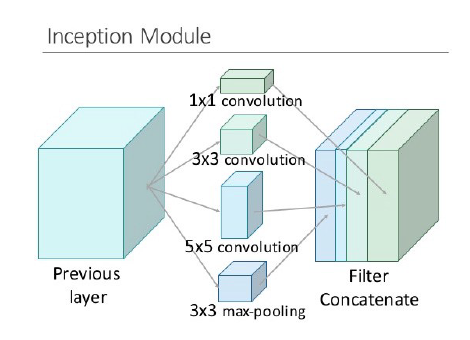 Inception Module
1x1 convolution
3x3 convolution
5x5 convolution
3x3 max-pooling
Previous
layer
Filter
Concatenate